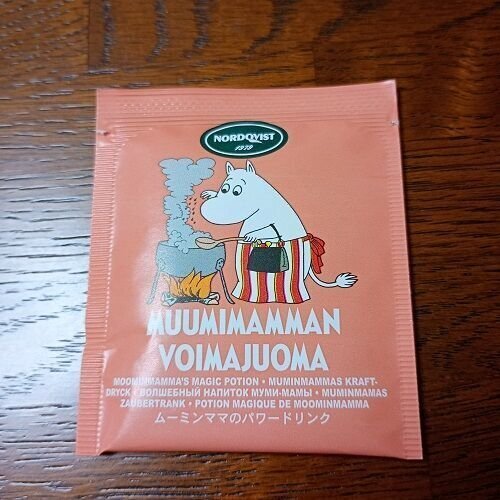 NORDQVIST
1979
MUUMIMAMMAN
VOIMAJUOMA
MOOMINMAMMA'S MAGIC POTION • MUMINMAMMAS KRAFT-
DRYCK • ВОЛШЕБНЫЙ НАПИТОК МУМИ-МАМЫ • MUMINMAMAS
ZAUBERTRANK • POTION MAGIQUE DE MOOMINMAMMA
ムーミンママのパワードリンク